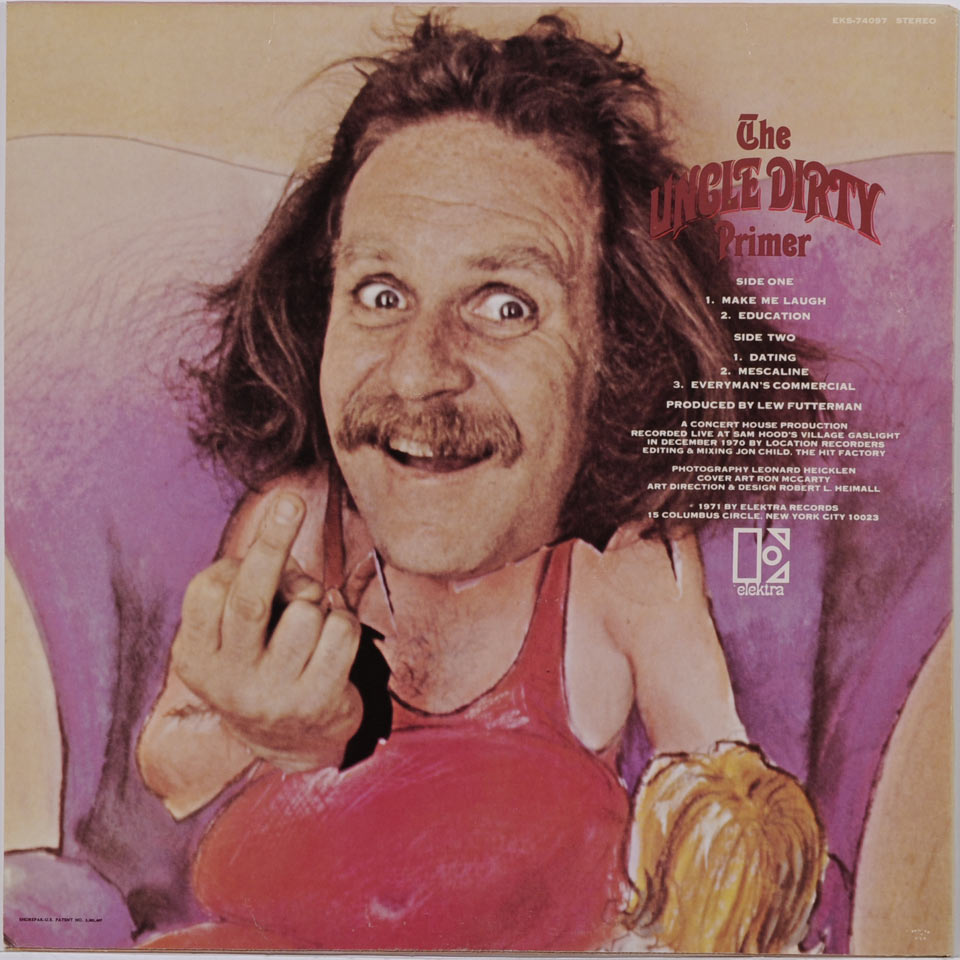 EKS-74097 STEREO
The
UNCLE DIRTY
Primer
SIDE ONE
1. MAKE ME LAUGH
2. EDUCATION
SIDE TWO
1. DATING
2. MESCALINE
3. EVERYMAN'S COMMERCIAL
PRODUCED BY LEW FUTTERMAN
A CONCERT HOUSE PRODUCTION
RECORDED LIVE AT SAM HOOD'S VILLAGE GASLIGHT
IN DECEMBER 1970 BY LOCATION RECORDERS
EDITING & MIXING JON CHILD. THE HIT FACTORY
PHOTOGRAPHY LEONARD HEICKLEN
COVER ART RON MCCARTY
ART DIRECTION & DESIGN ROBERT L. HEIMALL
© 1971 BY ELEKTRA RECORDS
15 COLUMBUS CIRCLE, NEW YORK CITY 10023
elektra
U.S. PATENT NO.